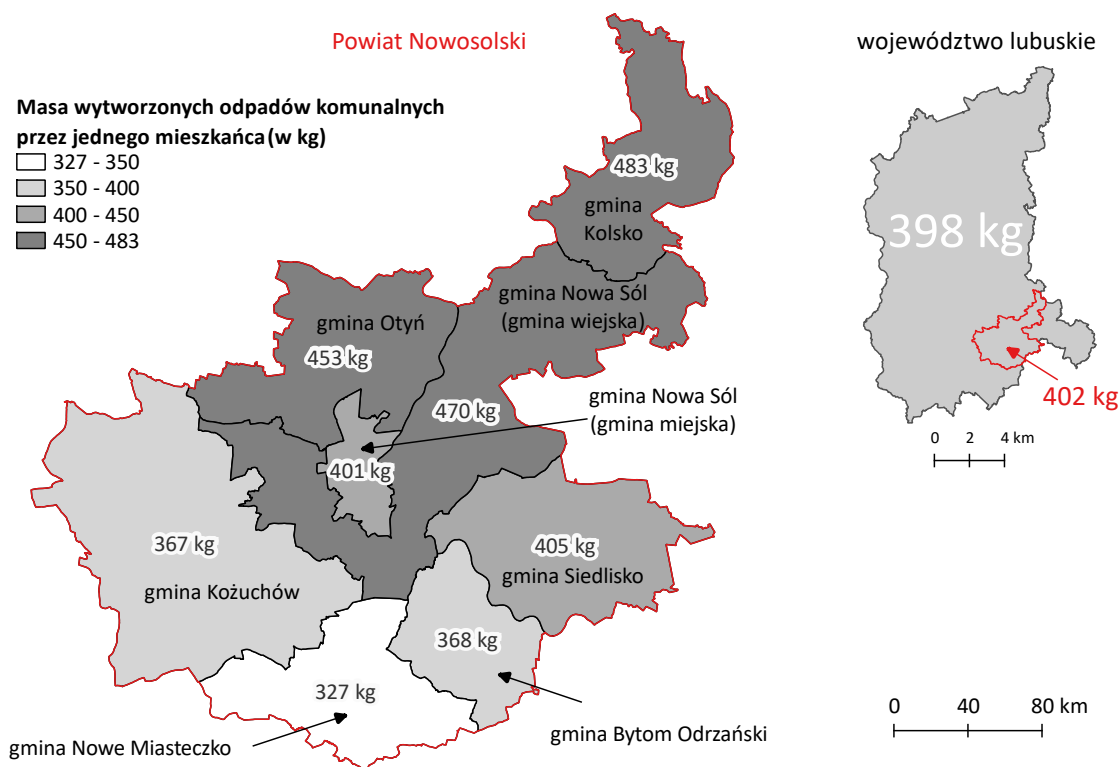 Powiat Nowosolski
województwo lubuskie
Masa wytworzonych odpadów komunalnych
przez jednego mieszkańca (w kg)
327 - 350
350 - 400
400 - 450
450 - 483
483 kg
gmina
Kolsko
gmina Nowa Sól
(gmina wiejska)
gmina Otyń
453 kg
470 kg
gmina Nowa Sól
(gmina miejska)
401 kg
367 kg
gmina Kożuchów
405 kg
gmina Siedlisko
368 kg
327 kg
gmina Nowe Miasteczko
gmina Bytom Odrzański
398 kg
402 kg
0 2 4 km
0 40 80 km